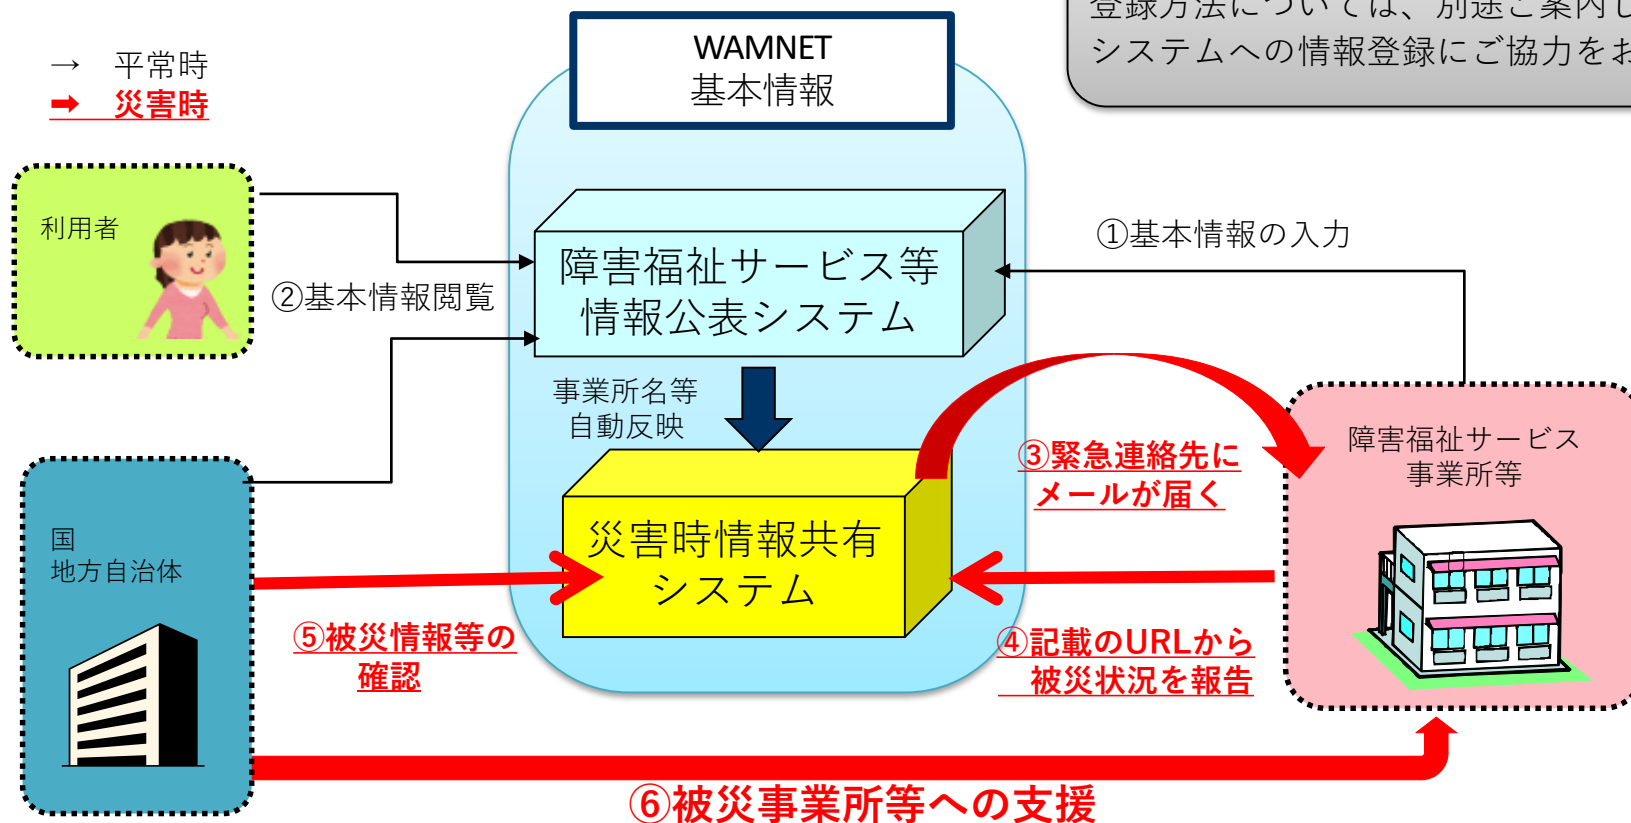 登録方法については、別途ご案内し
システムへの情報登録にご協力をお
WAMNET
基本情報
→ 平常時
➡ 災害時
利用者
②基本情報閲覧
障害福祉サービス等
情報公表システム
①基本情報の入力
事業所名等
自動反映
③緊急連絡先に
メールが届く
障害福祉サービス
事業所等
災害時情報共有
システム
国
地方自治体
⑤被災情報等の
確認
④記載のURLから
被災状況を報告
⑥被災事業所等への支援